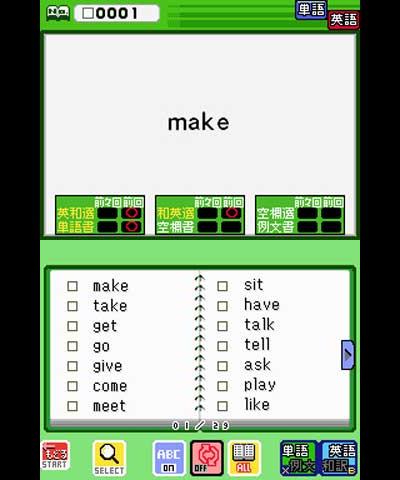 No. □0001 単語
英語
make
前々回 前回 前々回 前回 前々回 前回
英和選 和英選 空欄選
単語書 空欄書 例文書
□ make □ sit
□ take □ have
□ get □ talk
□ go □ tell
□ give □ ask
□ come □ play
□ meet □ like
01/29
もどる ABC 単語 英語
START SELECT ON OFF ALL X例文 和訳B